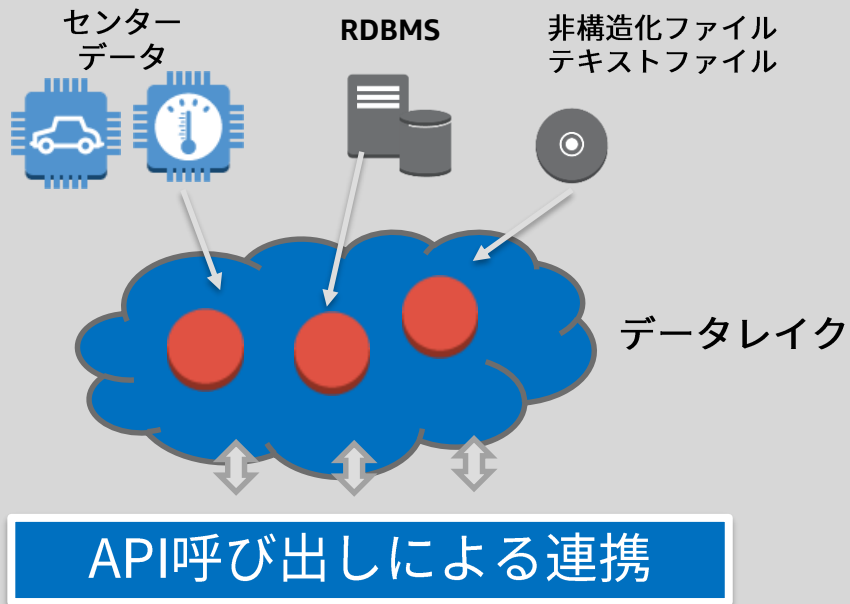 センター
データ
RDBMS
非構造化ファイル
テキストファイル
データレイク
API呼び出しによる連携